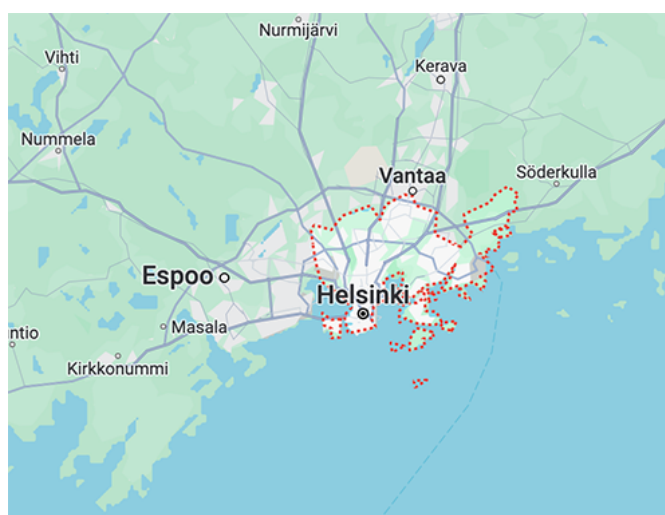 Nurmijärvi
Vihti
Kerava
Nummela
Vantaa
Söderkulla
Espoo
Helsinki
Masala
ntio
Kirkkonummi